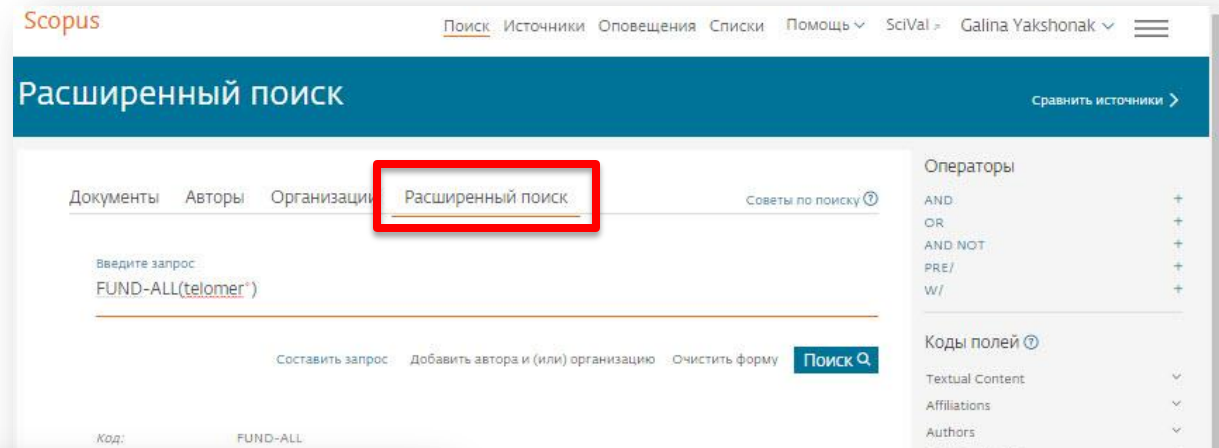 Scopus
Поиск Источники Оповещения Списки Помощь SciVal Galina Yakshonak
Расширенный поиск
Сравнить источники
Документы Авторы Организации Расширенный поиск Советы по поиску
Введите запрос
FUND-ALL(telomer*)
Составить запрос Добавить автора и (или) организацию Очистить форму Поиск
Код: FUND-ALL
Операторы
AND +
OR +
AND NOT +
PRE/ +
W/ +
Коды полей
Textual Content
Affiliations
Authors